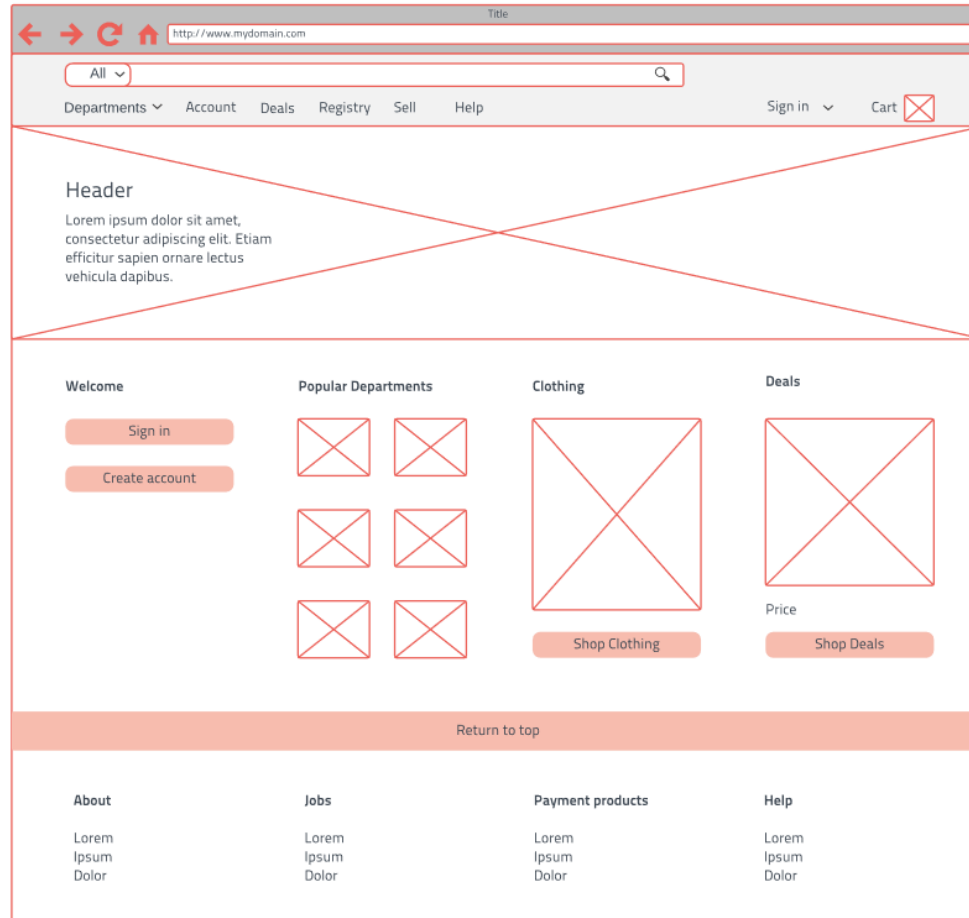 Title
http://www.mydomain.com
All
Departments Account Deals Registry Sell Help Sign in Cart
Header
Lorem ipsum dolor sit amet,
consectetur adipiscing elit. Etiam
efficitur sapien ornare lectus
vehicula dapibus.
Welcome
Sign in
Create account
Popular Departments
Clothing
Shop Clothing
Deals
Price
Shop Deals
Return to top
About
Lorem
Ipsum
Dolor
Jobs
Lorem
Ipsum
Dolor
Payment products
Lorem
Ipsum
Dolor
Help
Lorem
Ipsum
Dolor